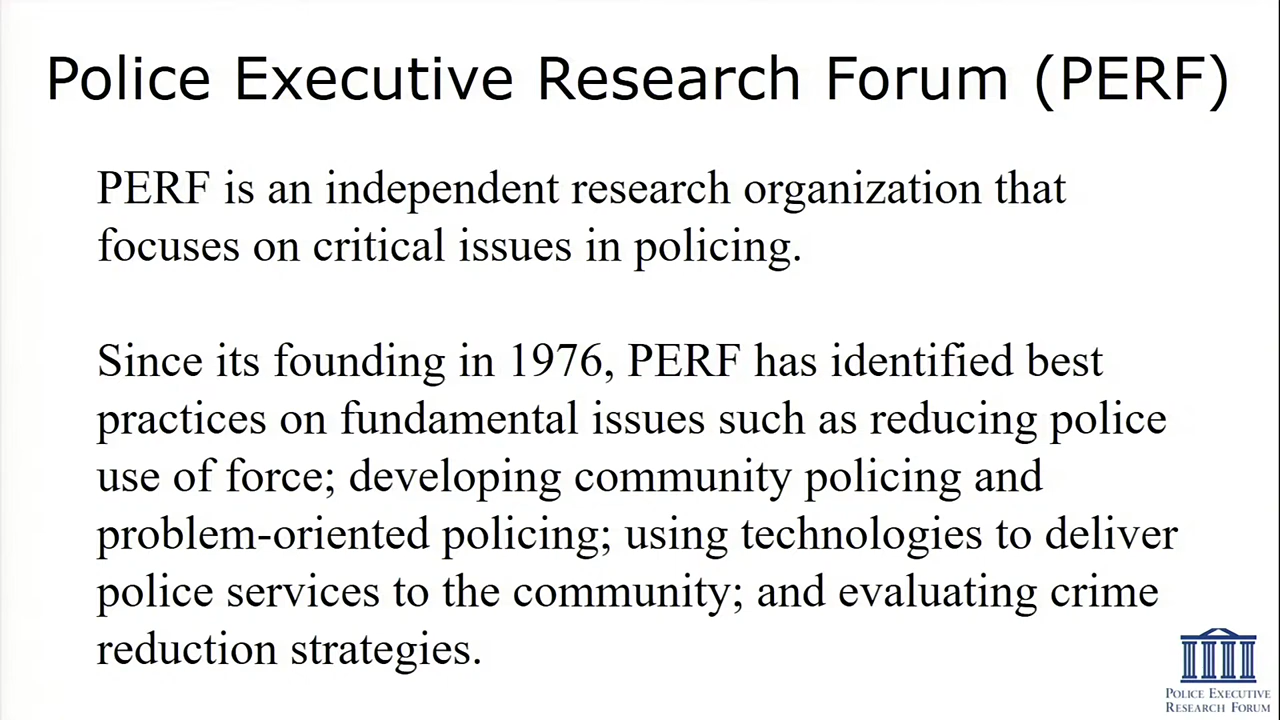 Police Executive Research Forum (PERF)
PERF is an independent research organization that
focuses on critical issues in policing.
Since its founding in 1976, PERF has identified best
practices on fundamental issues such as reducing police
use of force; developing community policing and
problem-oriented policing; using technologies to deliver
police services to the community; and evaluating crime
reduction strategies.
POLICE EXECUTIVE
RESEARCH FORUM